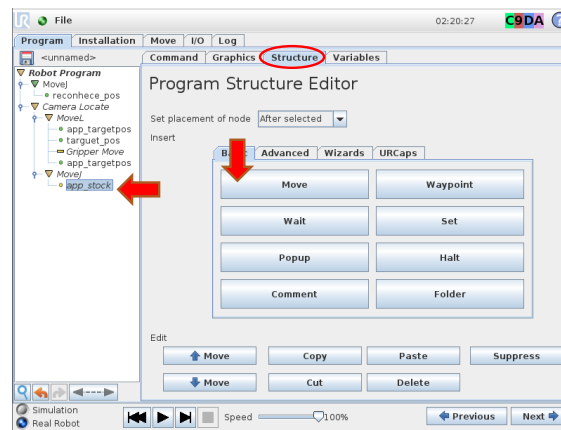 File 02:20:27 C9DA
Program Installation Move I/O Log
<unnamed> Command Graphics Structure Variables
Robot Program
MoveJ
reconhece_pos
Camera Locate
MoveL
app_targetpos
targuet_pos
Gripper Move
app_targetpos
MoveJ
app_stock
Program Structure Editor
Set placement of node After selected
Insert
Advanced Wizards URCaps
Move Waypoint
Wait Set
Popup Halt
Comment Folder
Edit
Move Copy Paste Suppress
Move Cut Delete
Simulation
Real Robot
Speed 100% Previous Next